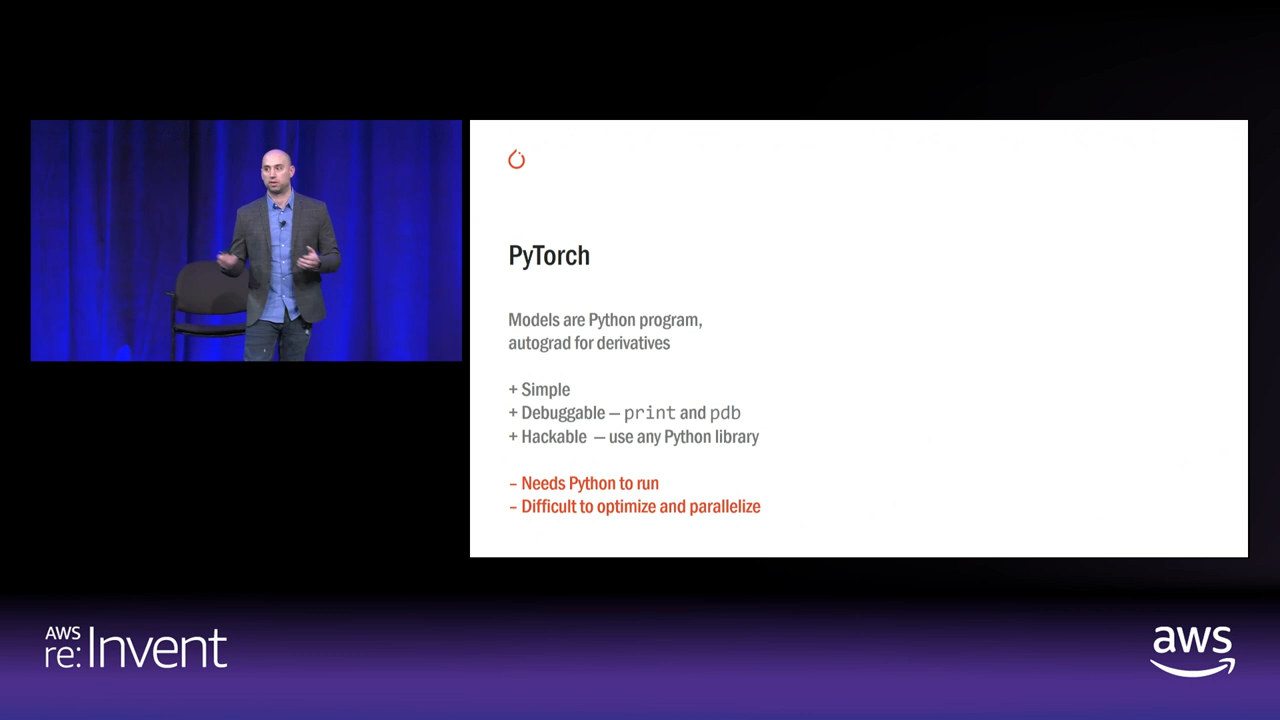 PyTorch
Models are Python program,
autograd for derivatives
+ Simple
+ Debuggable – print and pdb
+ Hackable – use any Python library
– Needs Python to run
– Difficult to optimize and parallelize
AWS
re:Invent
aws